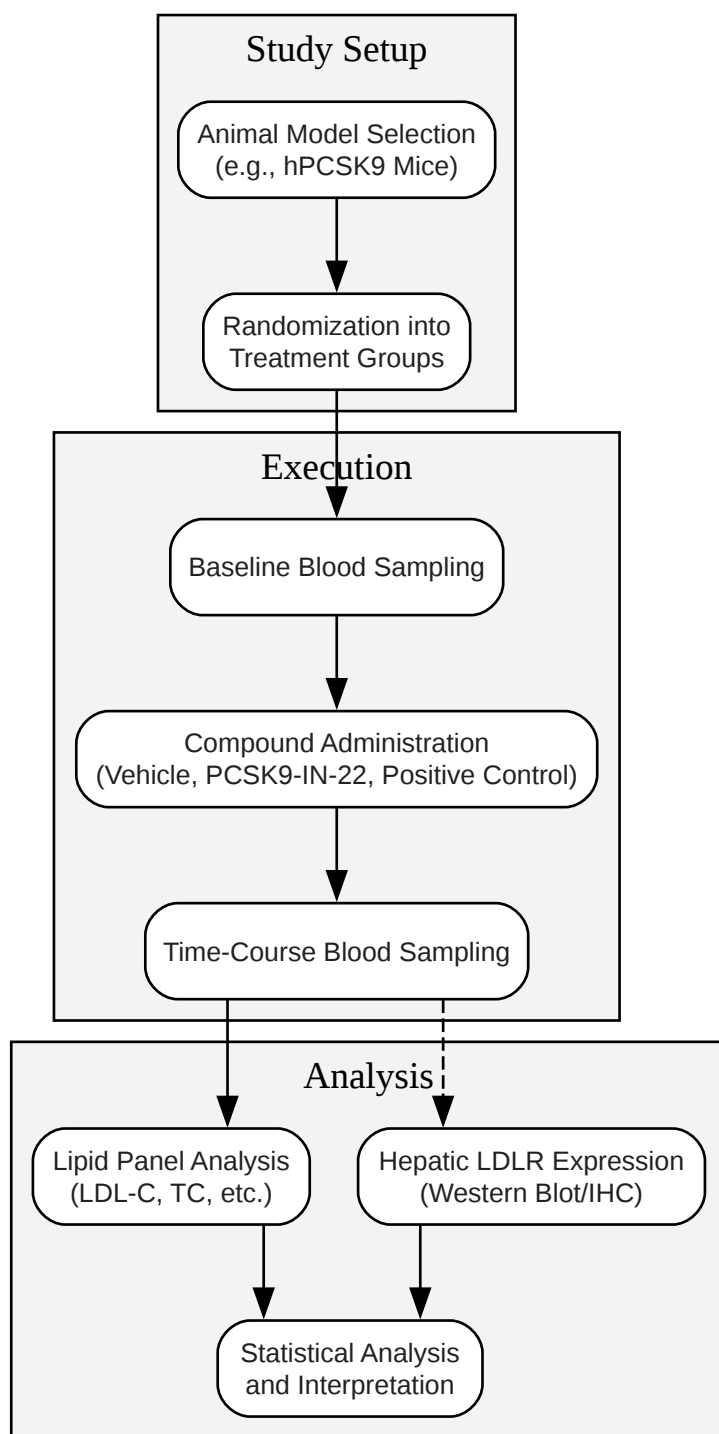 Study Setup
Animal Model Selection
(e.g., hPCSK9 Mice)
Randomization into
Treatment Groups
Execution
Baseline Blood Sampling
Compound Administration
(Vehicle, PCSK9-IN-22, Positive Control)
Time-Course Blood Sampling
Analysis
Lipid Panel Analysis
(LDL-C, TC, etc.)
Hepatic LDLR Expression
(Western Blot/IHC)
Statistical Analysis
and Interpretation